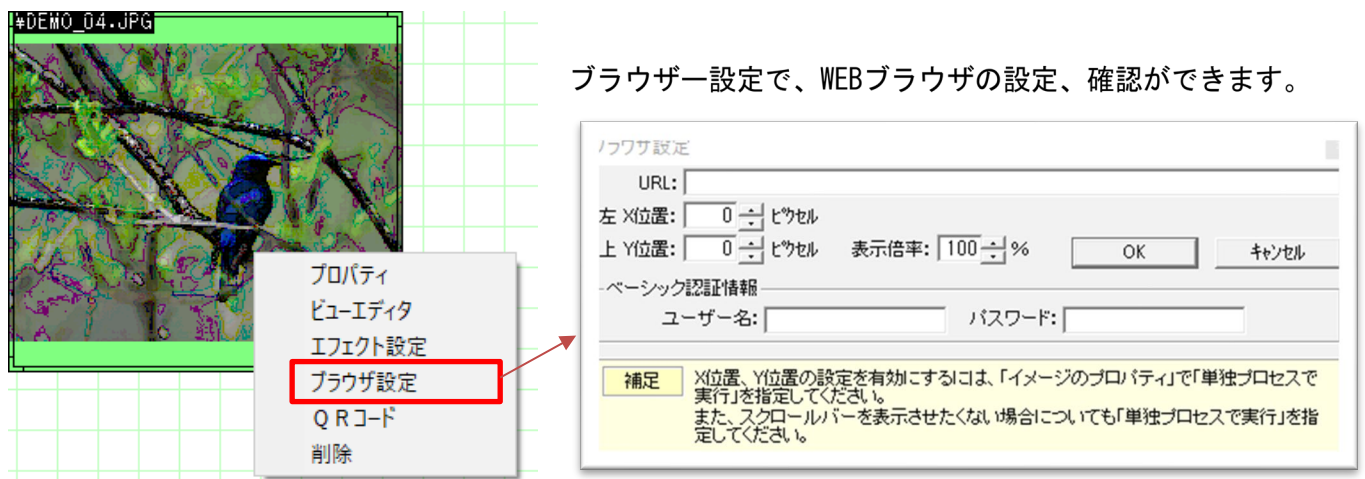 ¥DEMO_04.JPG
プロパティ
ビューエディタ
エフェクト設定
ブラウザ設定
ＱＲコード
削除
ブラウザー設定で、WEBブラウザの設定、確認ができます。
ブラウザ設定
URL:
左 X位置: 0 ピクセル
上 Y位置: 0 ピクセル 表示倍率: 100 % OK キャンセル
ベーシック認証情報
ユーザー名: パスワード:
補足 X位置、Y位置の設定を有効にするには、「イメージのプロパティ」で「単独プロセスで
実行」を指定してください。
また、スクロールバーを表示させたくない場合についても「単独プロセスで実行」を指
定してください。